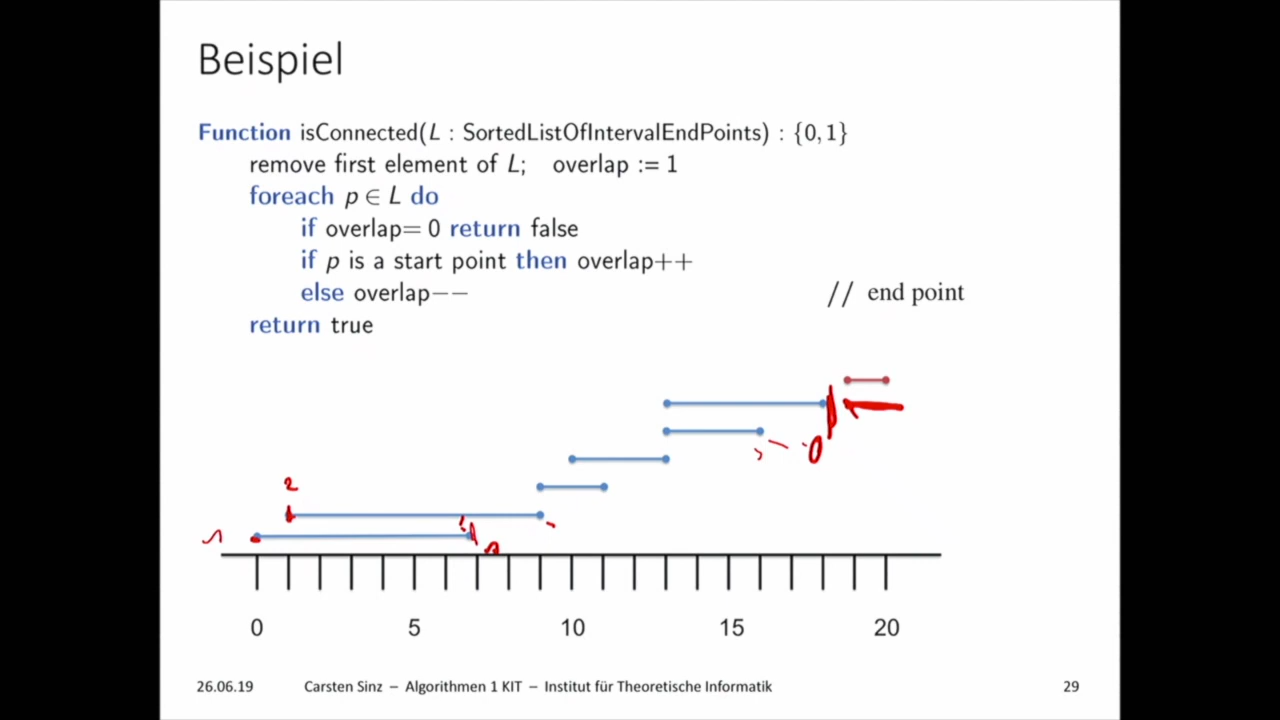 Beispiel
Function isConnected(L : SortedListOfIntervalEndPoints) : {0, 1}
remove first element of L; overlap := 1
foreach p ∈ L do
if overlap= 0 return false
if p is a start point then overlap++
else overlap−− // end point
return true
2
0
0 5 10 15 20
26.06.19 Carsten Sinz – Algorithmen 1 KIT – Institut für Theoretische Informatik 29